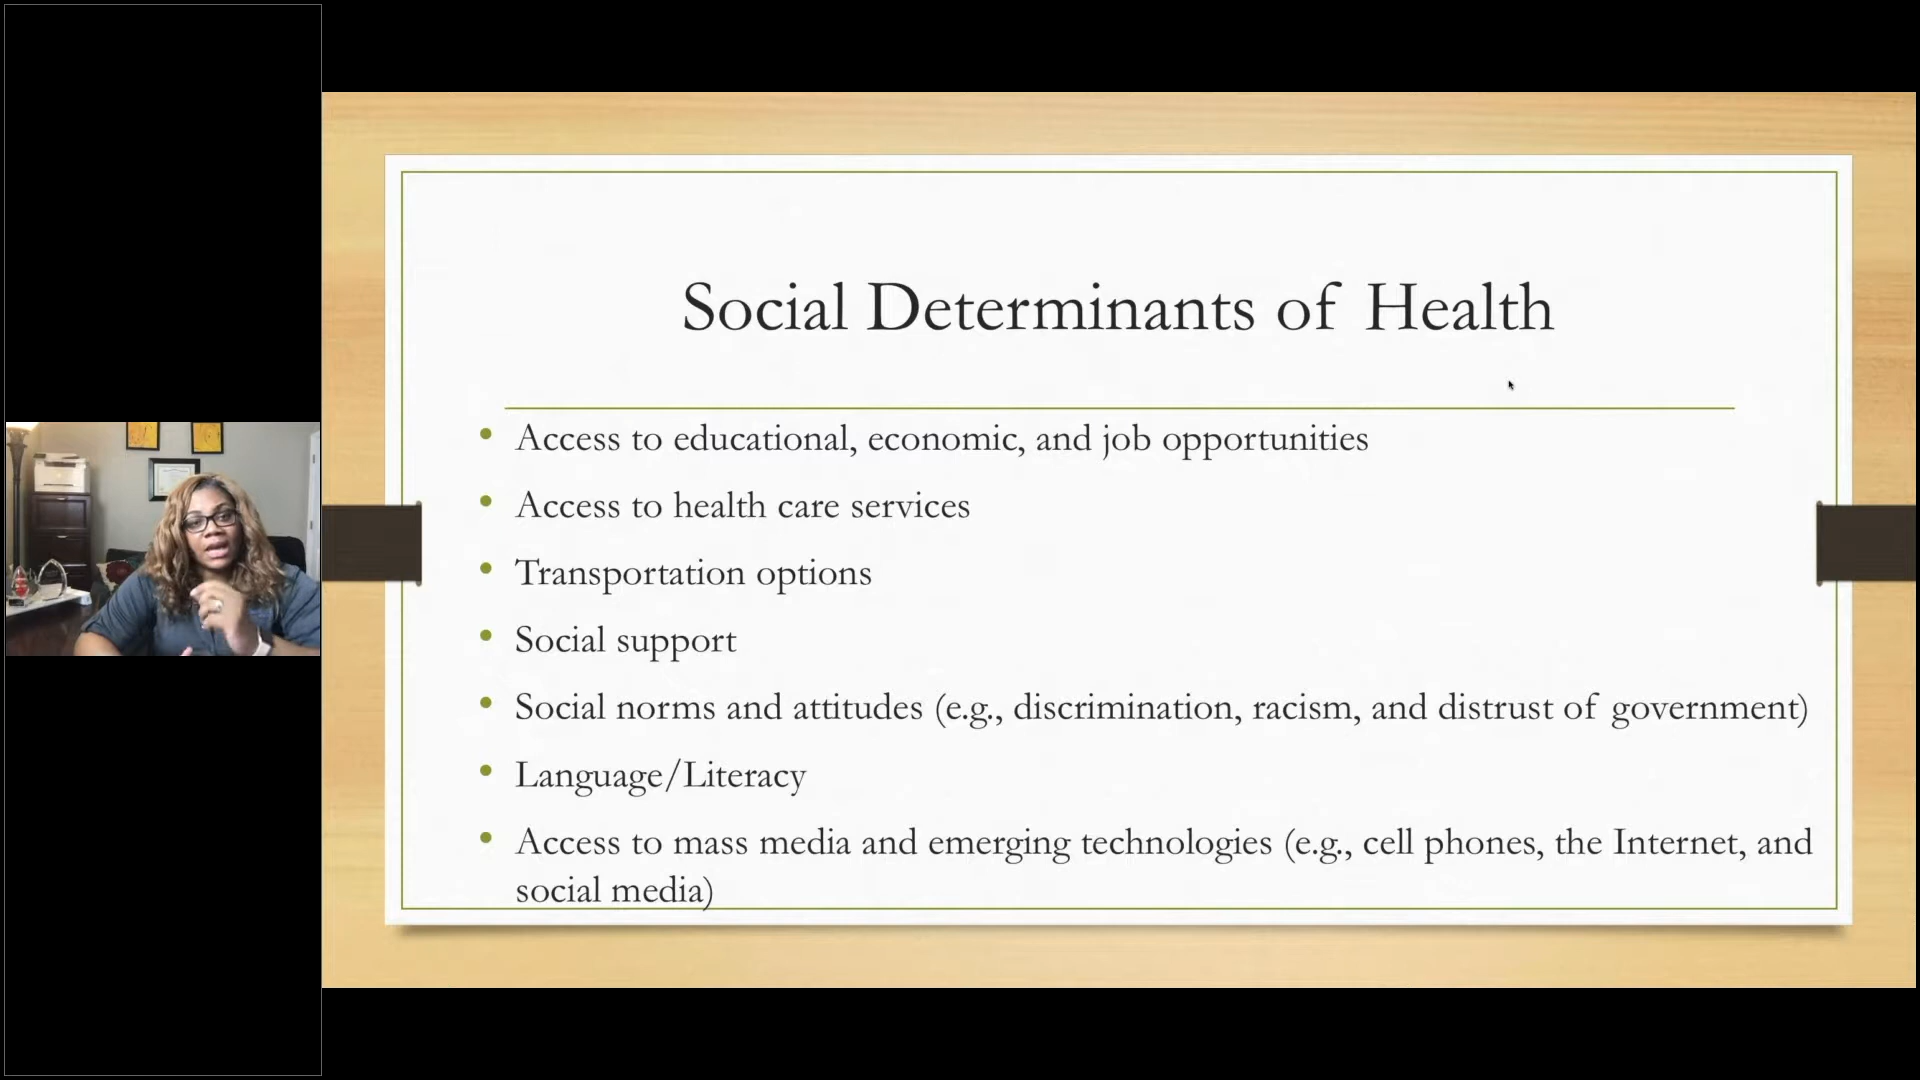 Social Determinants of Health
• Access to educational, economic, and job opportunities
• Access to health care services
• Transportation options
• Social support
• Social norms and attitudes (e.g., discrimination, racism, and distrust of government)
• Language/Literacy
• Access to mass media and emerging technologies (e.g., cell phones, the Internet, and
social media)